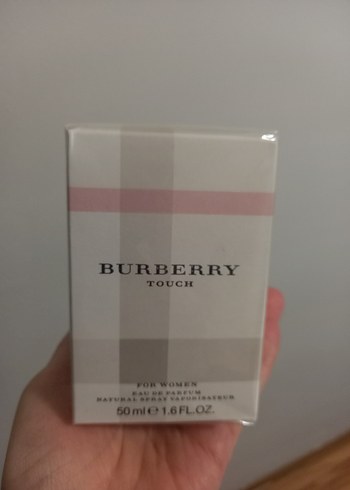 BURBERRY
TOUCH
FOR WOMEN
EAU DE PARFUM
NATURAL SPRAY VAPORISATEUR
50 ml ℮ 1.6 FL.OZ.